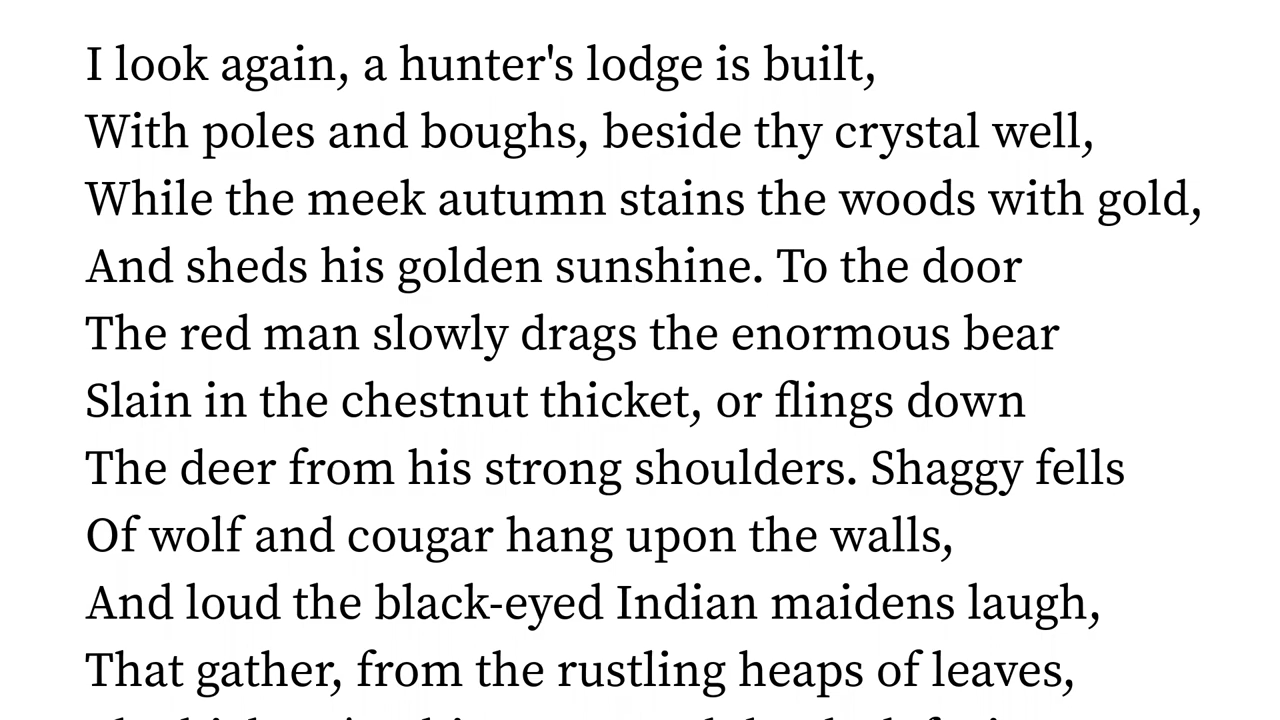 I look again, a hunter's lodge is built,
With poles and boughs, beside thy crystal well,
While the meek autumn stains the woods with gold,
And sheds his golden sunshine. To the door
The red man slowly drags the enormous bear
Slain in the chestnut thicket, or flings down
The deer from his strong shoulders. Shaggy fells
Of wolf and cougar hang upon the walls,
And loud the black-eyed Indian maidens laugh,
That gather, from the rustling heaps of leaves,